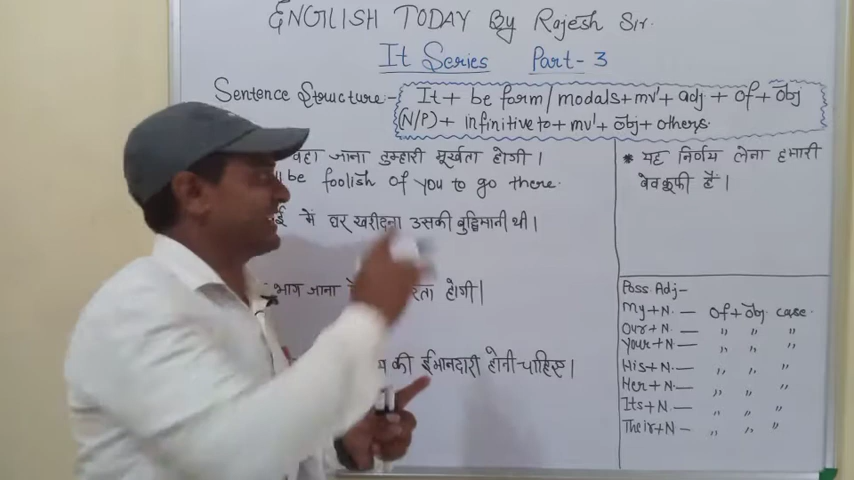 ENGLISH TODAY By Rajesh Sir.
It Series Part-3
Sentence Structure:- It + be form/modals+mv¹+ adj + of + obj
(N/P) + infinitive to + mv¹ + obj + others.
वहां जाना तुम्हारी मूर्खता होगी।
be foolish of you to go there.
में घर खरीदना उसकी बुद्धिमानी थी।
भाग जाना होगी|
की ईमानदारी होनी चाहिए।
* यह निर्णय लेना हमारी
बेवकूफी है।
Poss. Adj-
My+N. — of+obj. case.
Our+N. — " " "
Your+N — " " "
His+N. — " " "
Her+N. — " " "
Its+N. — " " "
Their+N — " " "